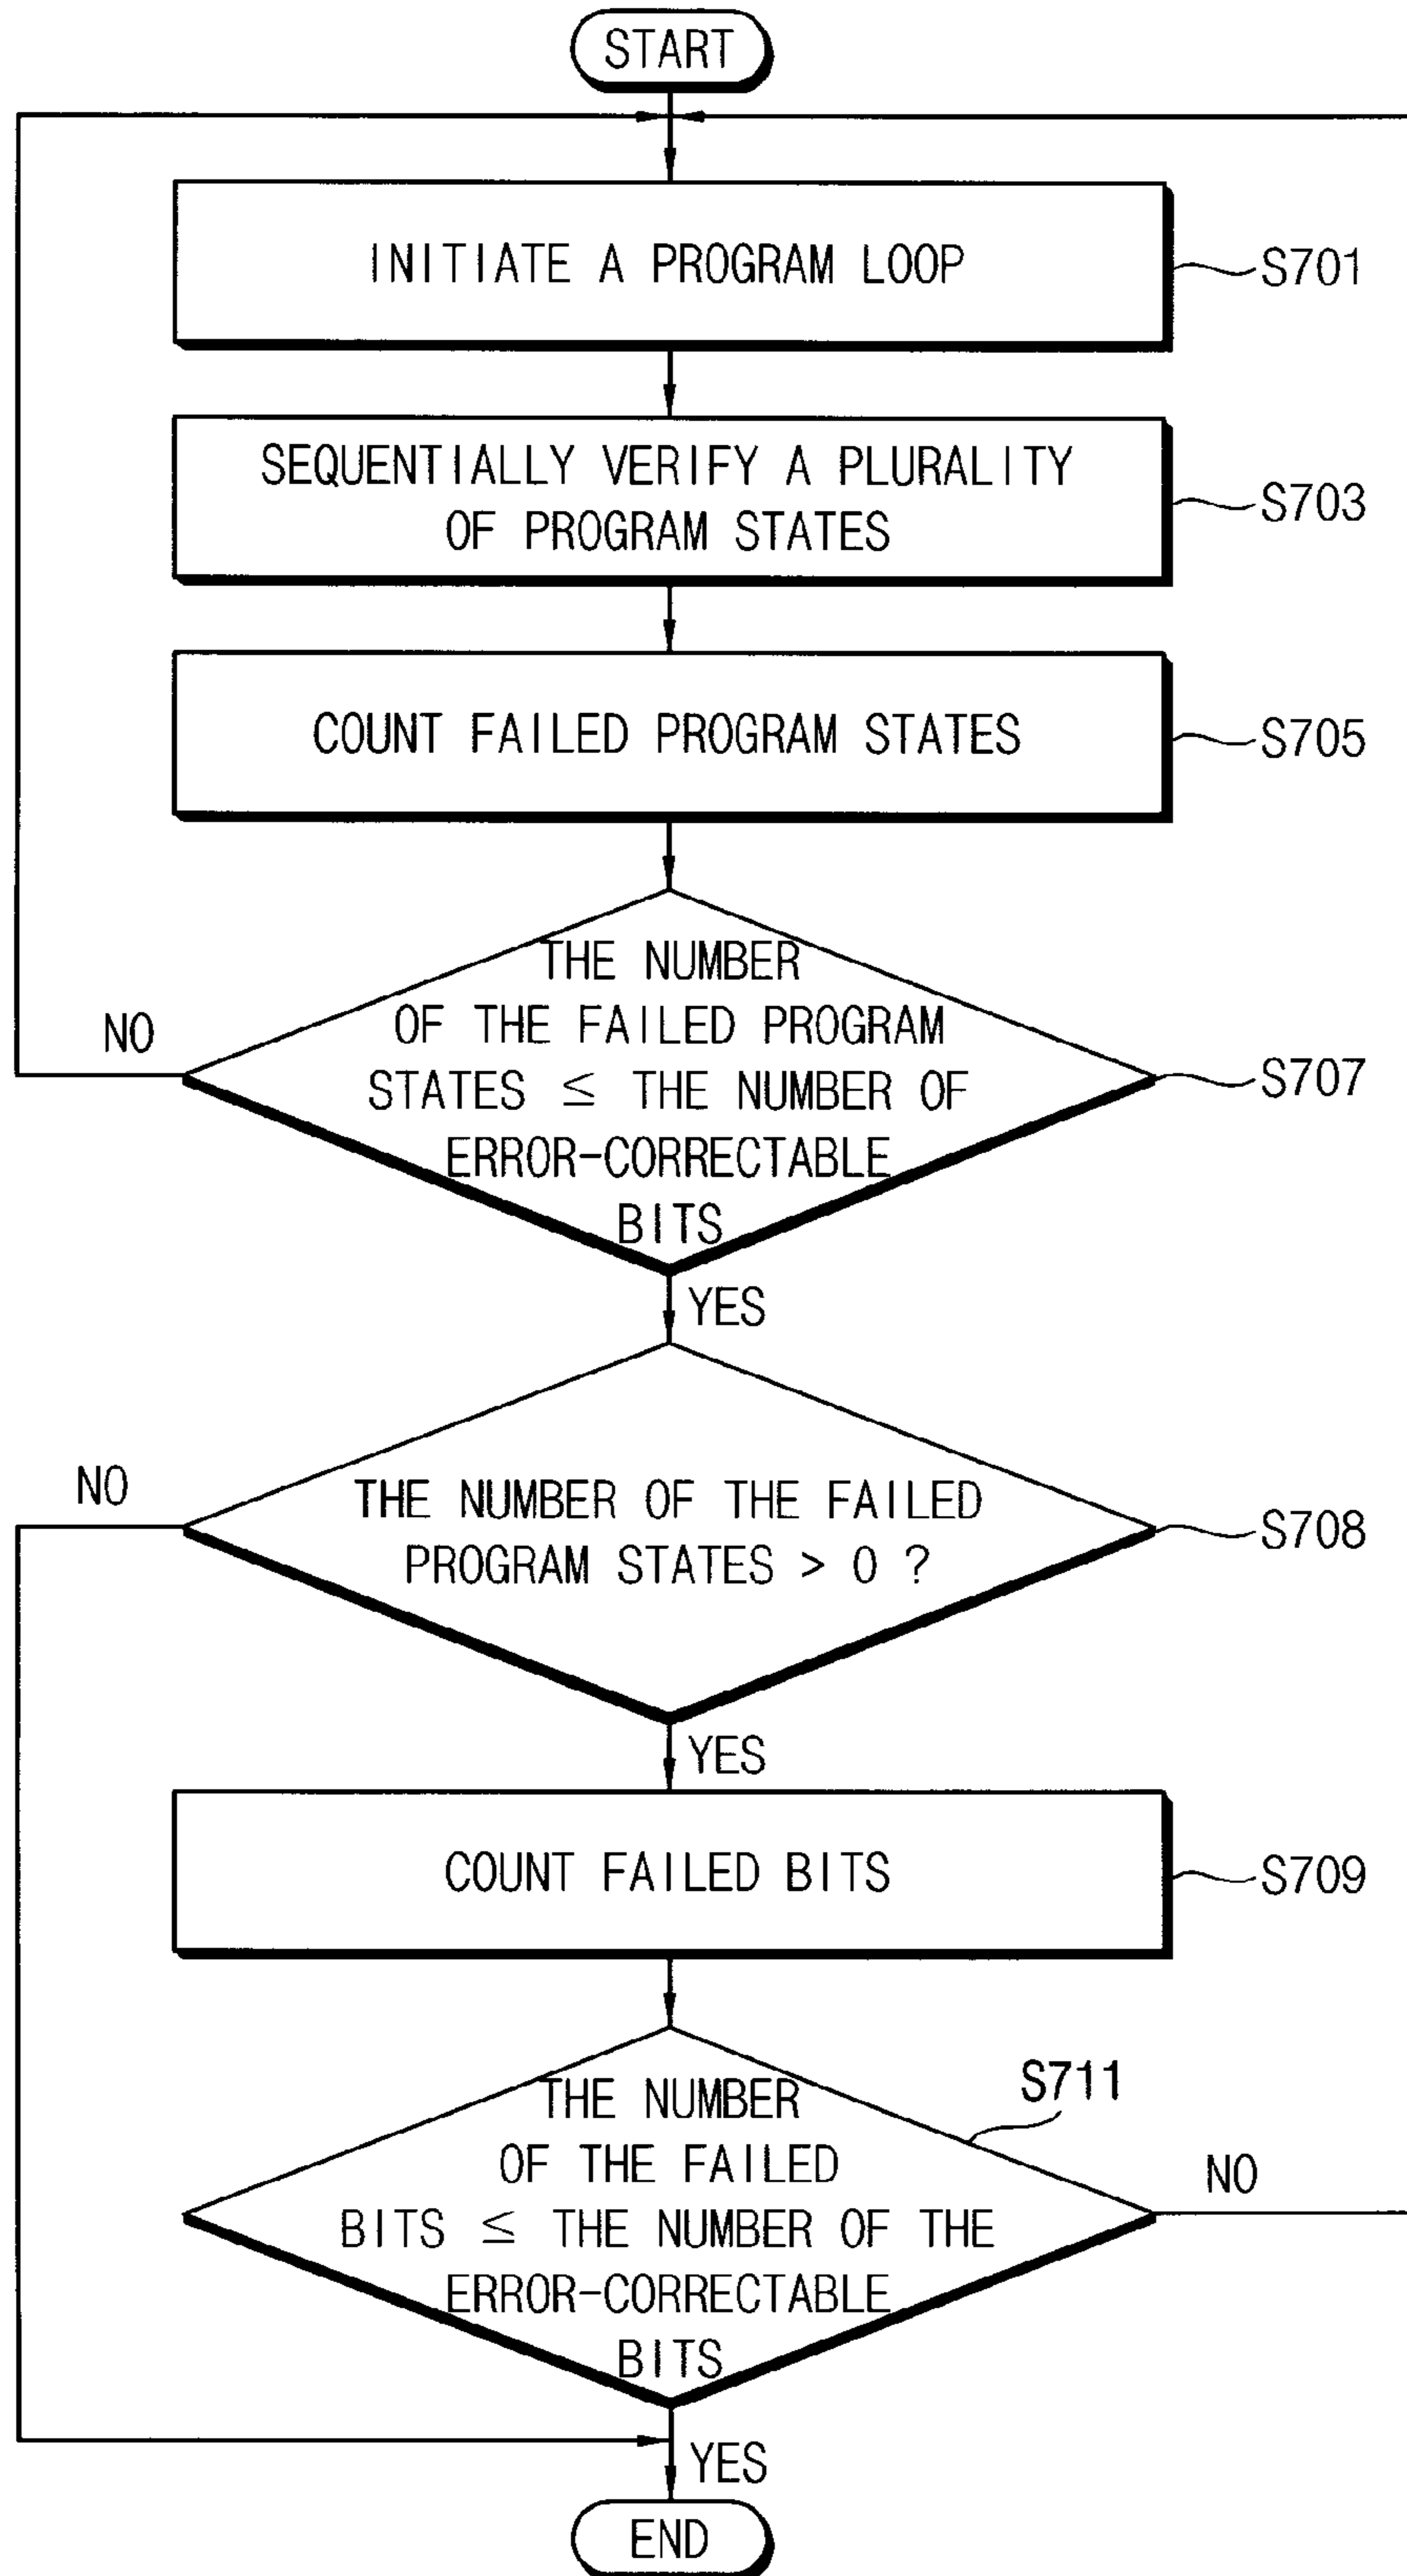 START
INITIATE A PROGRAM LOOP
S701
SEQUENTIALLY VERIFY A PLURALITY
OF PROGRAM STATES
S703
COUNT FAILED PROGRAM STATES
S705
THE NUMBER
OF THE FAILED PROGRAM
STATES ≤ THE NUMBER OF
ERROR-CORRECTABLE
BITS
NO
S707
YES
THE NUMBER OF THE FAILED
PROGRAM STATES > 0 ?
NO
S708
YES
COUNT FAILED BITS
S709
THE NUMBER
OF THE FAILED
BITS ≤ THE NUMBER OF THE
ERROR-CORRECTABLE
BITS
S711
NO
YES
END